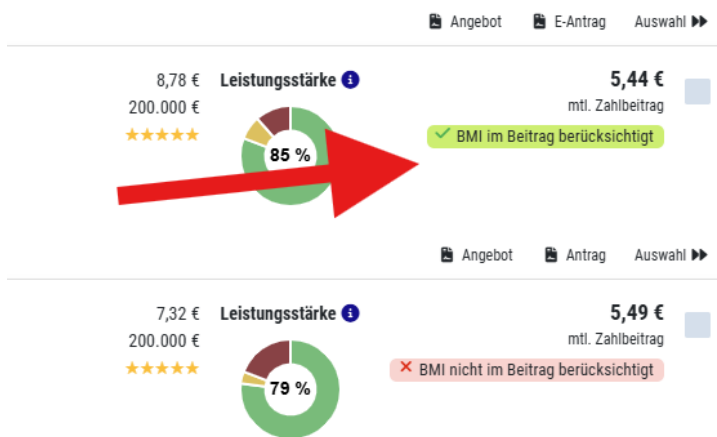 Angebot E-Antrag Auswahl
8,78 € Leistungsstärke 5,44 €
200.000 € mtl. Zahlbeitrag
85 % BMI im Beitrag berücksichtigt
Angebot Antrag Auswahl
7,32 € Leistungsstärke 5,49 €
200.000 € mtl. Zahlbeitrag
79 % BMI nicht im Beitrag berücksichtigt